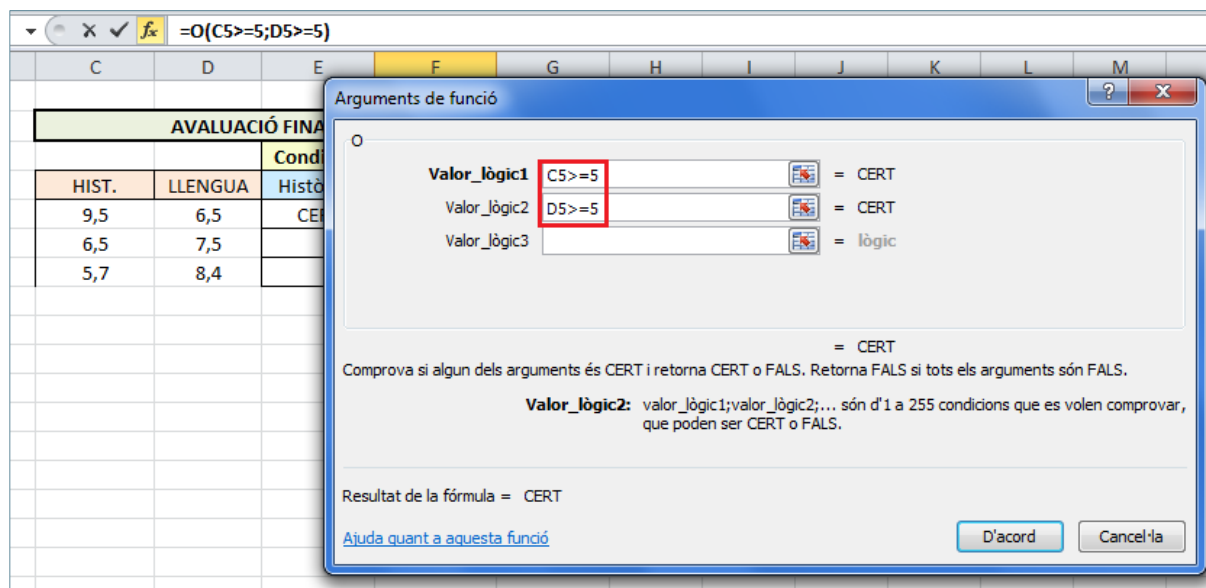 fx =O(C5>=5;D5>=5)
C D E F G H I J K L M
Arguments de funció
AVALUACIÓ FINA
O
Condi
Valor_lògic1 C5>=5 = CERT
HIST. LLENGUA Histò
Valor_lògic2 D5>=5 = CERT
9,5 6,5 CER
Valor_lògic3 = lògic
6,5 7,5
5,7 8,4
= CERT
Comprova si algun dels arguments és CERT i retorna CERT o FALS. Retorna FALS si tots els arguments són FALS.
Valor_lògic2: valor_lògic1;valor_lògic2;... són d'1 a 255 condicions que es volen comprovar,
que poden ser CERT o FALS.
Resultat de la fórmula = CERT
Ajuda quant a aquesta funció
D'acord Cancel·la